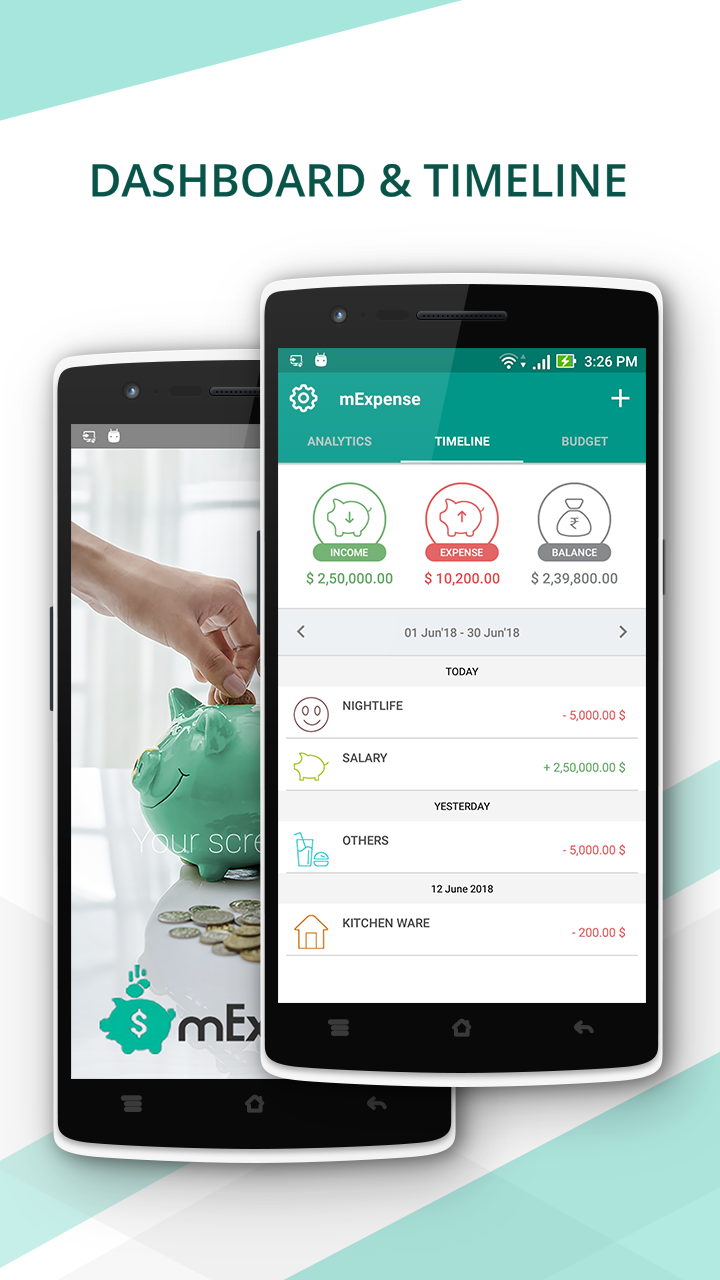 DASHBOARD & TIMELINE
3:26 PM
mExpense
ANALYTICS TIMELINE BUDGET
INCOME EXPENSE BALANCE
$ 2,50,000.00 $ 10,200.00 $ 2,39,800.00
01 Jun'18 - 30 Jun'18
TODAY
NIGHTLIFE
- 5,000.00 $
SALARY
+ 2,50,000.00 $
YESTERDAY
OTHERS
- 5,000.00 $
12 June 2018
KITCHEN WARE
- 200.00 $
Your scre
$ mEx